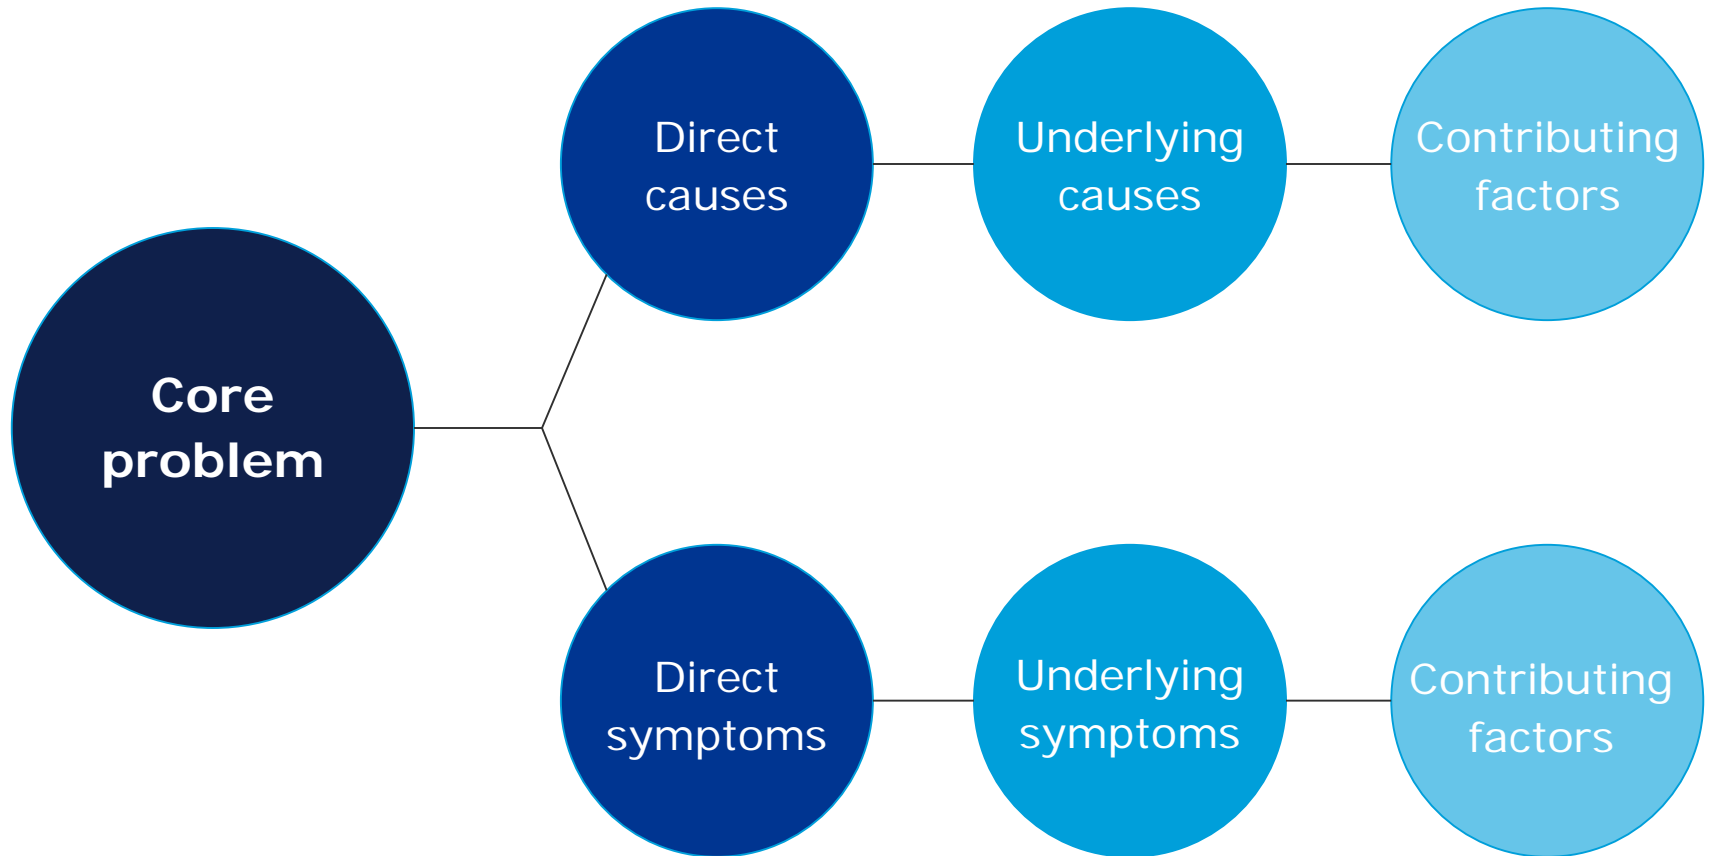 Core
problem
Direct
causes
Underlying
causes
Contributing
factors
Direct
symptoms
Underlying
symptoms
Contributing
factors